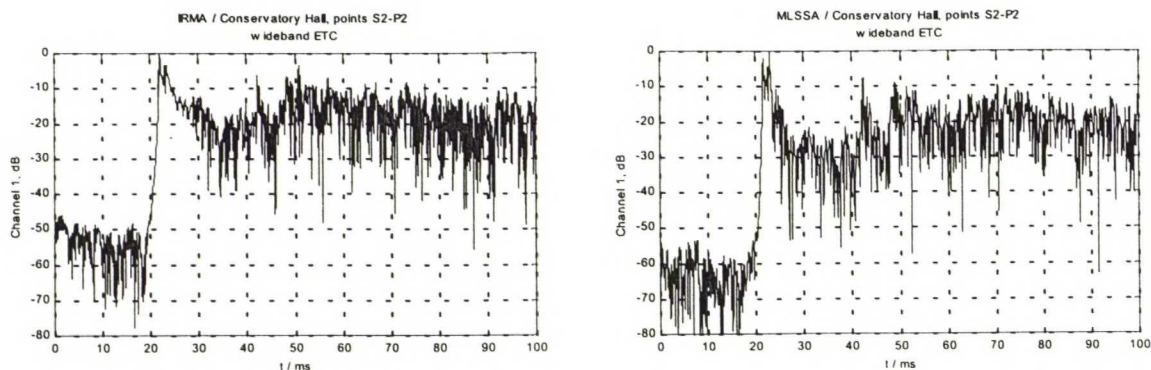 IRMA / Conservatory Hall, points S2-P2
wideband ETC
Channel 1, dB
0
-10
-20
-30
-40
-50
-60
-70
-80
0 10 20 30 40 50 60 70 80 90 100
t / ms
MLSSA / Conservatory Hall, points S2-P2
wideband ETC
Channel 1, dB
0
-10
-20
-30
-40
-50
-60
-70
-80
0 10 20 30 40 50 60 70 80 90 100
t / ms